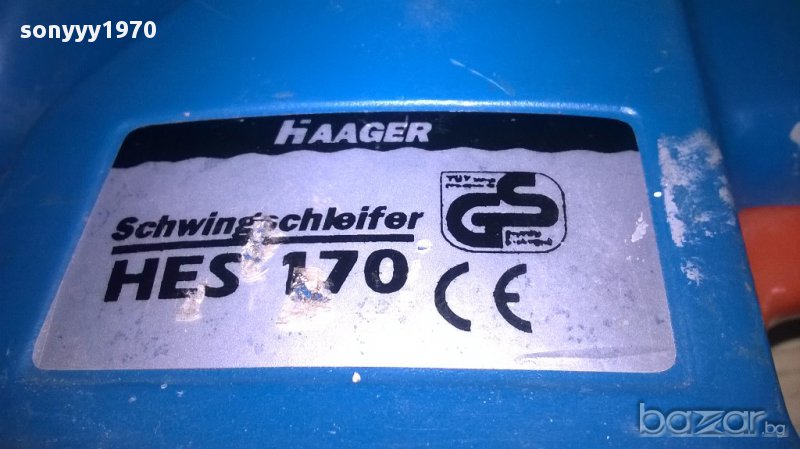 sonyyy1970
HAAGER
Schwingschleifer
GS
HES 170
CE
bazar.bg